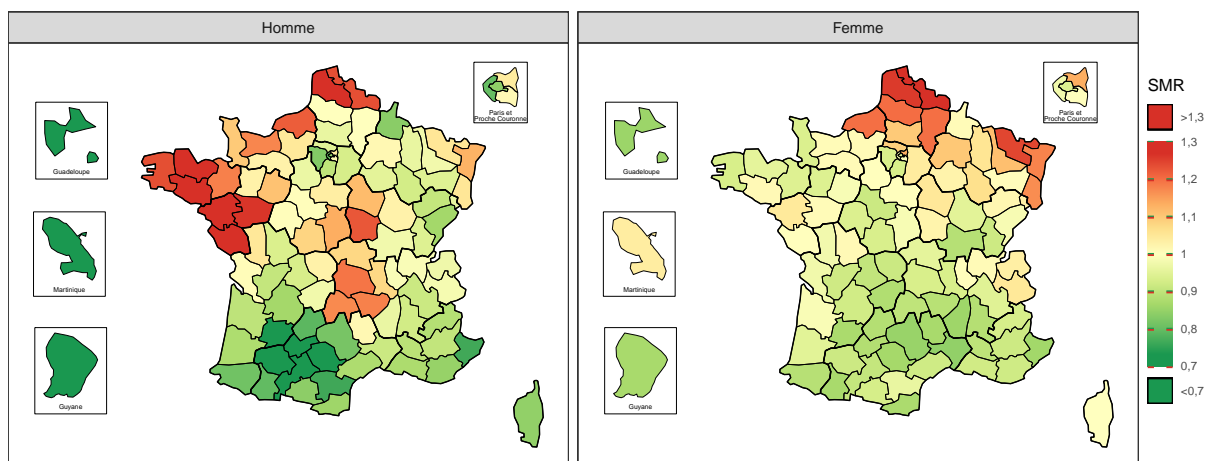 Homme
Femme
Paris et
Proche Couronne
Guadeloupe
Martinique
Guyane
Paris et
Proche Couronne
Guadeloupe
Martinique
Guyane
SMR
>1,3
1,3
1,2
1,1
1
0,9
0,8
0,7
<0,7